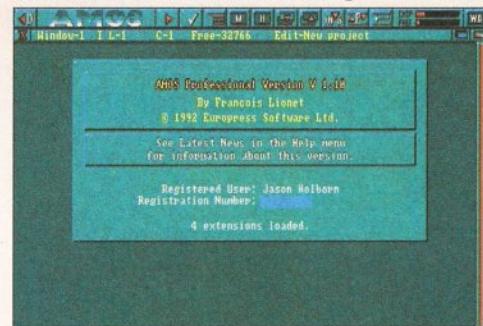 AMOS
WB
Window-1 I L-1 C-1 Free-32766 Edit-New project
AMOS Professional Version V 1.10
By Francois Lionet
© 1992 Europress Software Ltd.
See Latest News in the Help menu
for information about this version.
Registered User: Jason Holborn
Registration Number:
4 extensions loaded.